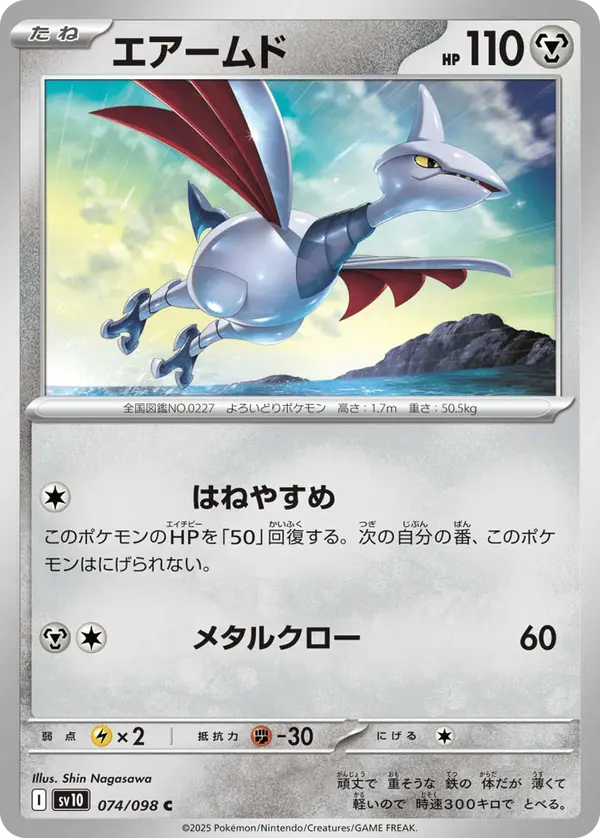 たね エアームド HP 110
全国図鑑NO.0227 よろいどりポケモン 高さ:1.7m 重さ:50.5kg
はねやすめ
このポケモンのHPを「50」回復する。次の自分の番、このポケ
モンはにげられない。
メタルクロー 60
弱点 ×2 抵抗力 -30 にげる
Illus. Shin Nagasawa
I sv10 074/098 C
頑丈で 重そうな 鉄の 体だが 薄くて
軽いので 時速300キロで とべる。
©2025 Pokémon/Nintendo/Creatures/GAME FREAK.